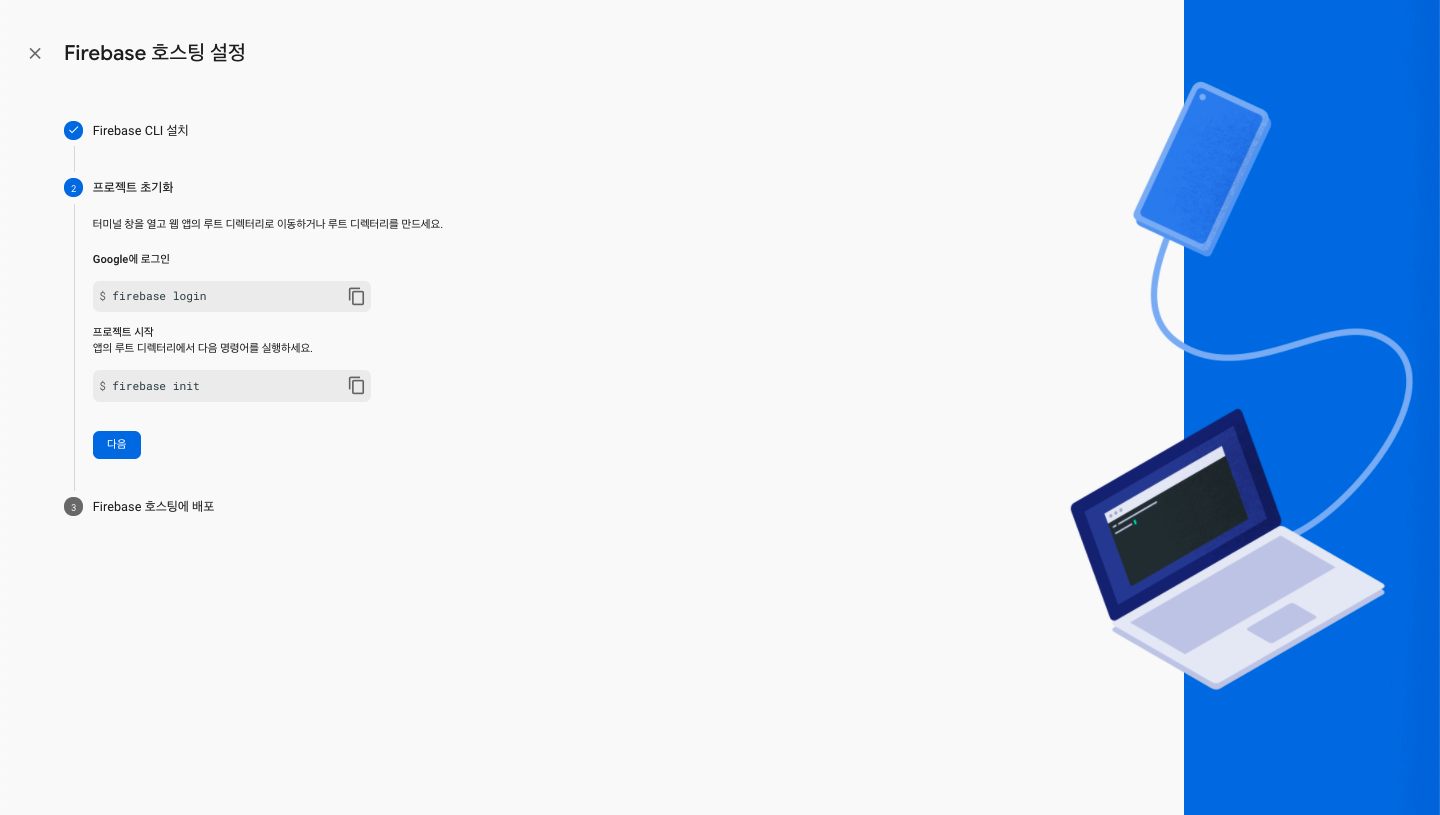 Firebase 호스팅 설정
Firebase CLI 설치
2 프로젝트 초기화
터미널 창을 열고 웹 앱의 루트 디렉터리로 이동하거나 루트 디렉터리를 만드세요.
Google에 로그인
$ firebase login
프로젝트 시작
앱의 루트 디렉터리에서 다음 명령어를 실행하세요.
$ firebase init
다음
3 Firebase 호스팅에 배포